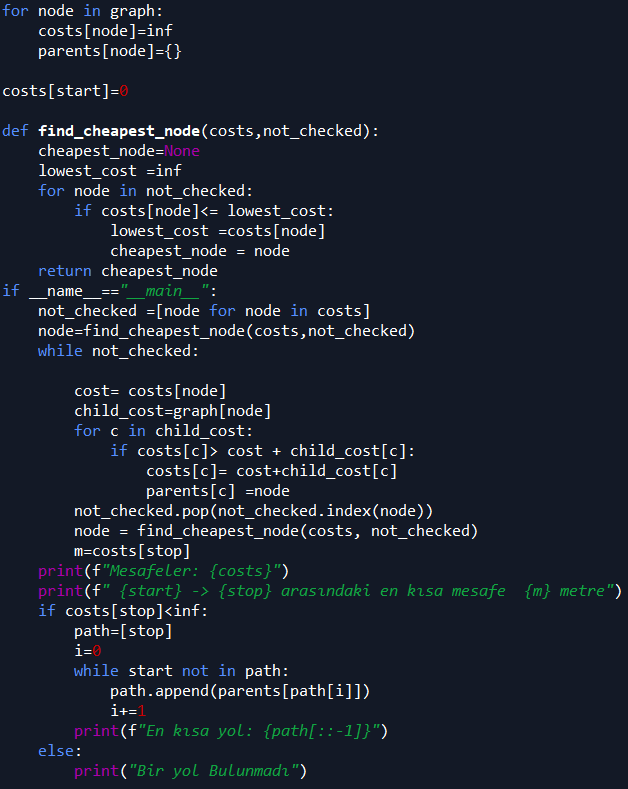 for node in graph:
    costs[node]=inf
    parents[node]={}

costs[start]=0

def find_cheapest_node(costs,not_checked):
    cheapest_node=None
    lowest_cost =inf
    for node in not_checked:
        if costs[node]<= lowest_cost:
            lowest_cost =costs[node]
            cheapest_node = node
    return cheapest_node
if __name__=="__main__":
    not_checked =[node for node in costs]
    node=find_cheapest_node(costs,not_checked)
    while not_checked:

        cost= costs[node]
        child_cost=graph[node]
        for c in child_cost:
            if costs[c]> cost + child_cost[c]:
                costs[c]= cost+child_cost[c]
                parents[c] =node
        not_checked.pop(not_checked.index(node))
        node = find_cheapest_node(costs, not_checked)
        m=costs[stop]
    print(f"Mesafeler: {costs}")
    print(f" {start} -> {stop} arasındaki en kısa mesafe  {m} metre")
    if costs[stop]<inf:
        path=[stop]
        i=0
        while start not in path:
            path.append(parents[path[i]])
            i+=1
        print(f"En kısa yol: {path[::-1]}")
    else:
        print("Bir yol Bulunmadı")